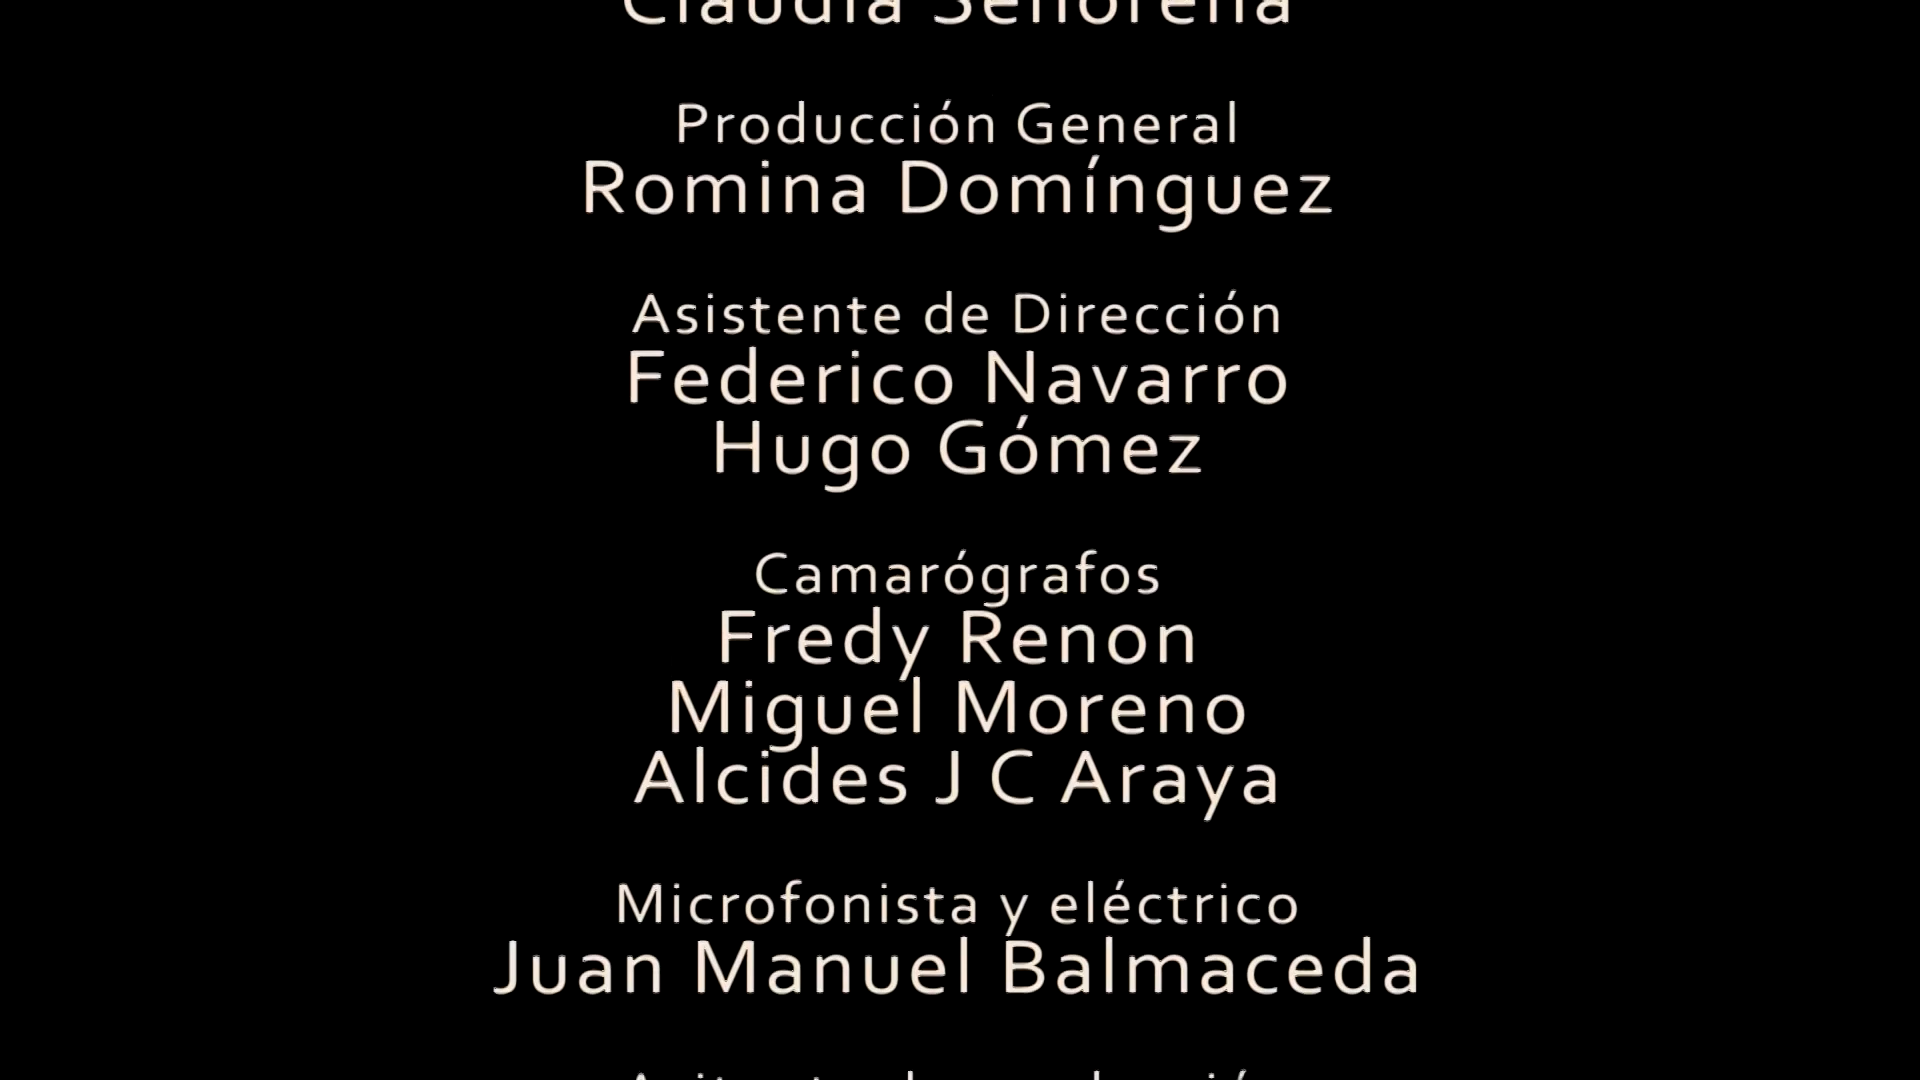 Producción General
Romina Domínguez
Asistente de Dirección
Federico Navarro
Hugo Gómez
Camarógrafos
Fredy Renon
Miguel Moreno
Alcides J C Araya
Microfonista y eléctrico
Juan Manuel Balmaceda